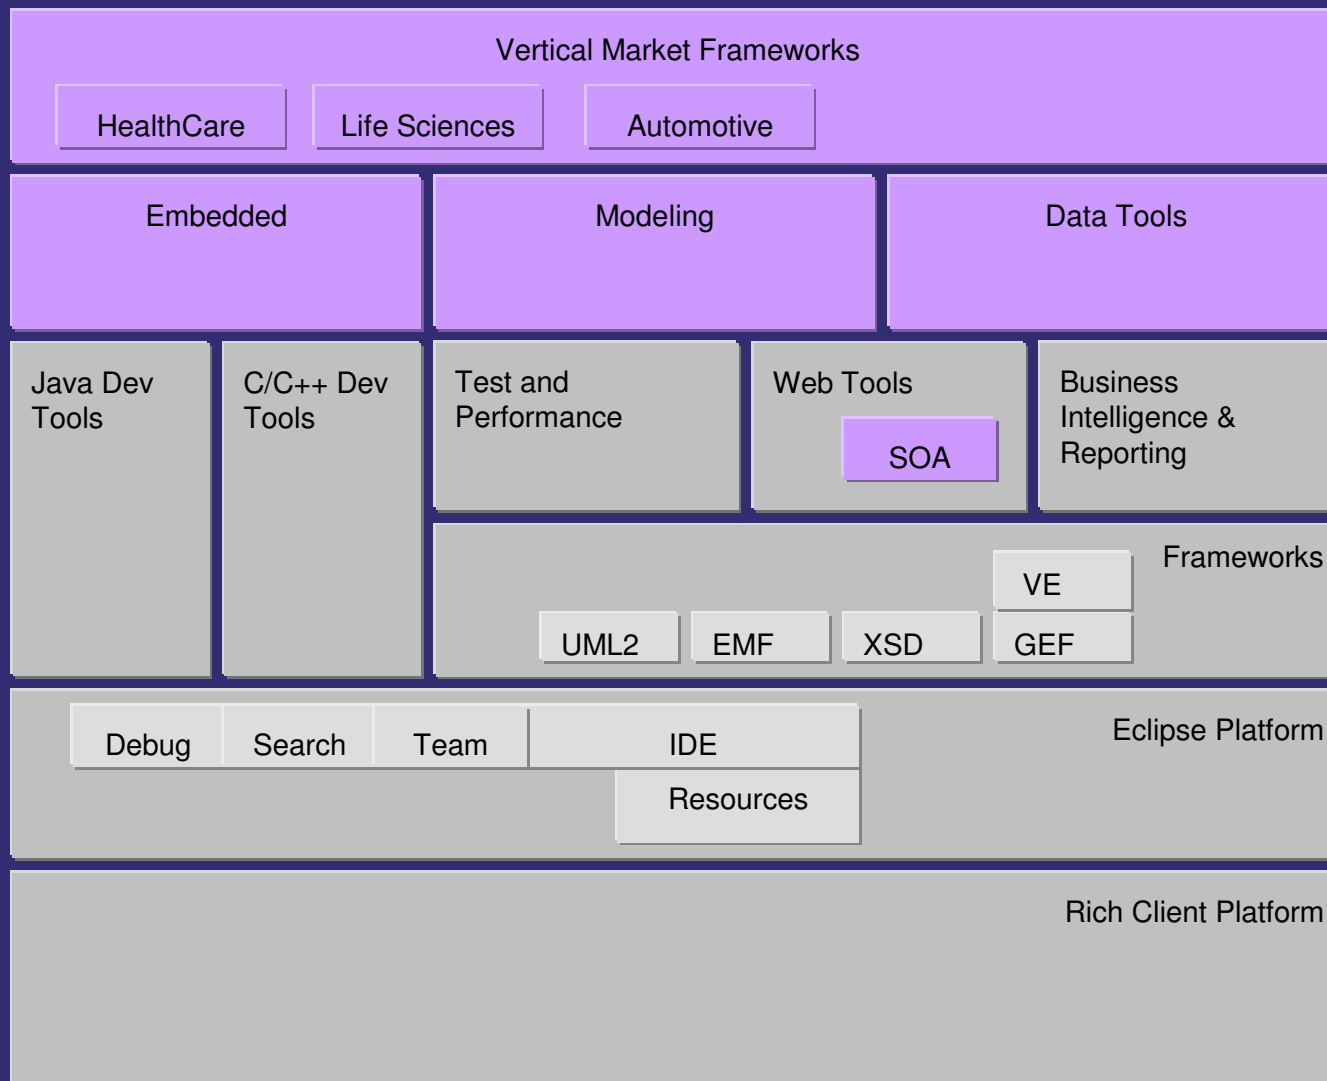 Vertical Market Frameworks
HealthCare
Life Sciences
Automotive
Embedded
Modeling
Data Tools
Java Dev
Tools
C/C++ Dev
Tools
Test and
Performance
Web Tools
SOA
Business
Intelligence &
Reporting
Frameworks
VE
UML2
EMF
XSD
GEF
Eclipse Platform
Debug
Search
Team
IDE
Resources
Rich Client Platform